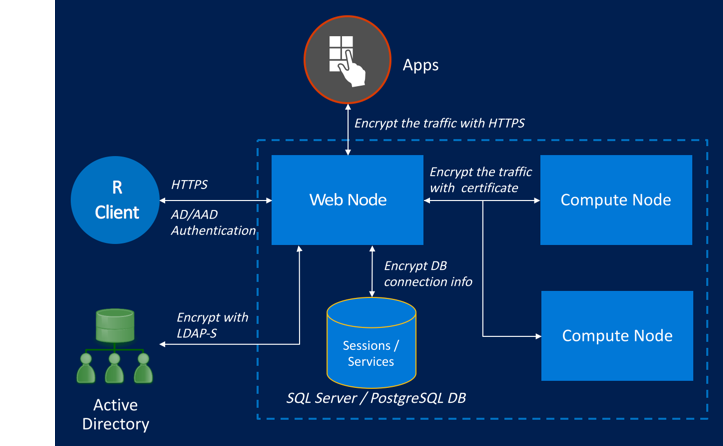 Apps
Encrypt the traffic with HTTPS
R
Client
HTTPS
AD/AAD
Authentication
Web Node
Encrypt the traffic
with certificate
Compute Node
Encrypt DB
connection info
Encrypt with
LDAP-S
Sessions /
Services
Compute Node
SQL Server / PostgreSQL DB
Active
Directory